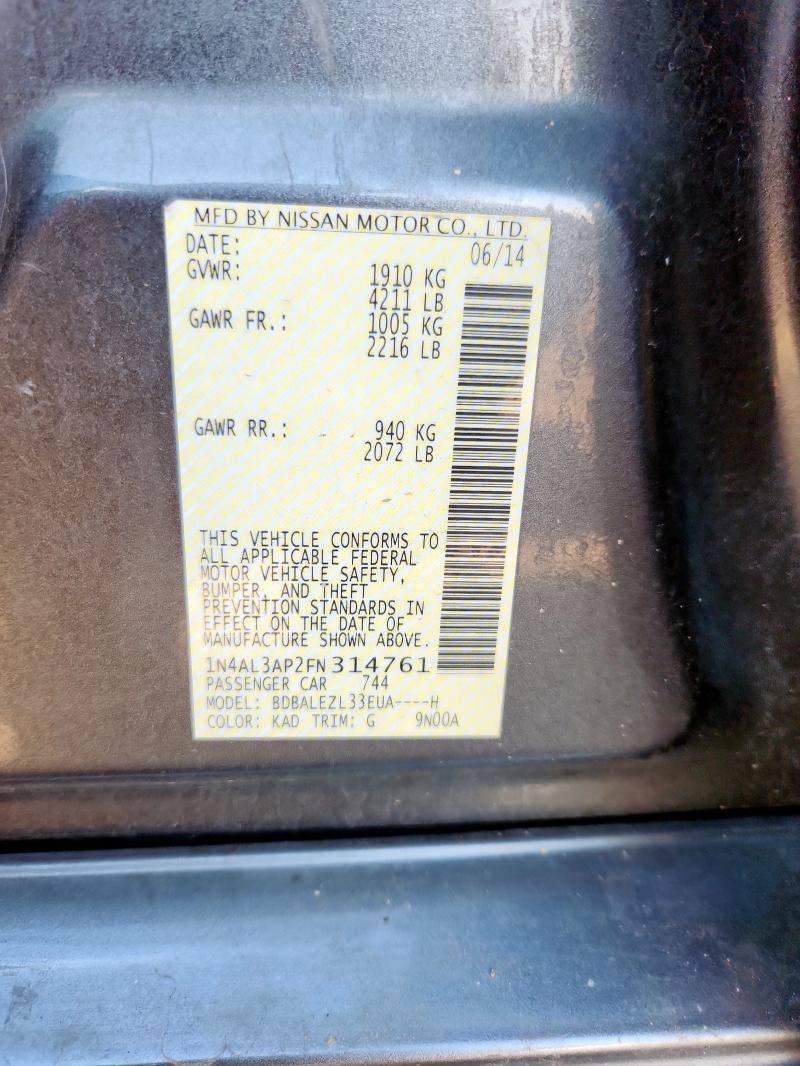 MFD BY NISSAN MOTOR CO., LTD.
DATE: 06/14
GVWR: 1910 KG
4211 LB
GAWR FR.: 1005 KG
2216 LB
GAWR RR.: 940 KG
2072 LB
THIS VEHICLE CONFORMS TO
ALL APPLICABLE FEDERAL
MOTOR VEHICLE SAFETY,
BUMPER, AND THEFT
PREVENTION STANDARDS IN
EFFECT ON THE DATE OF
MANUFACTURE SHOWN ABOVE.
1N4AL3AP2FN314761
PASSENGER CAR 744
MODEL: BDBALEZL33EUA----H
COLOR: KAD TRIM: G 9N00A